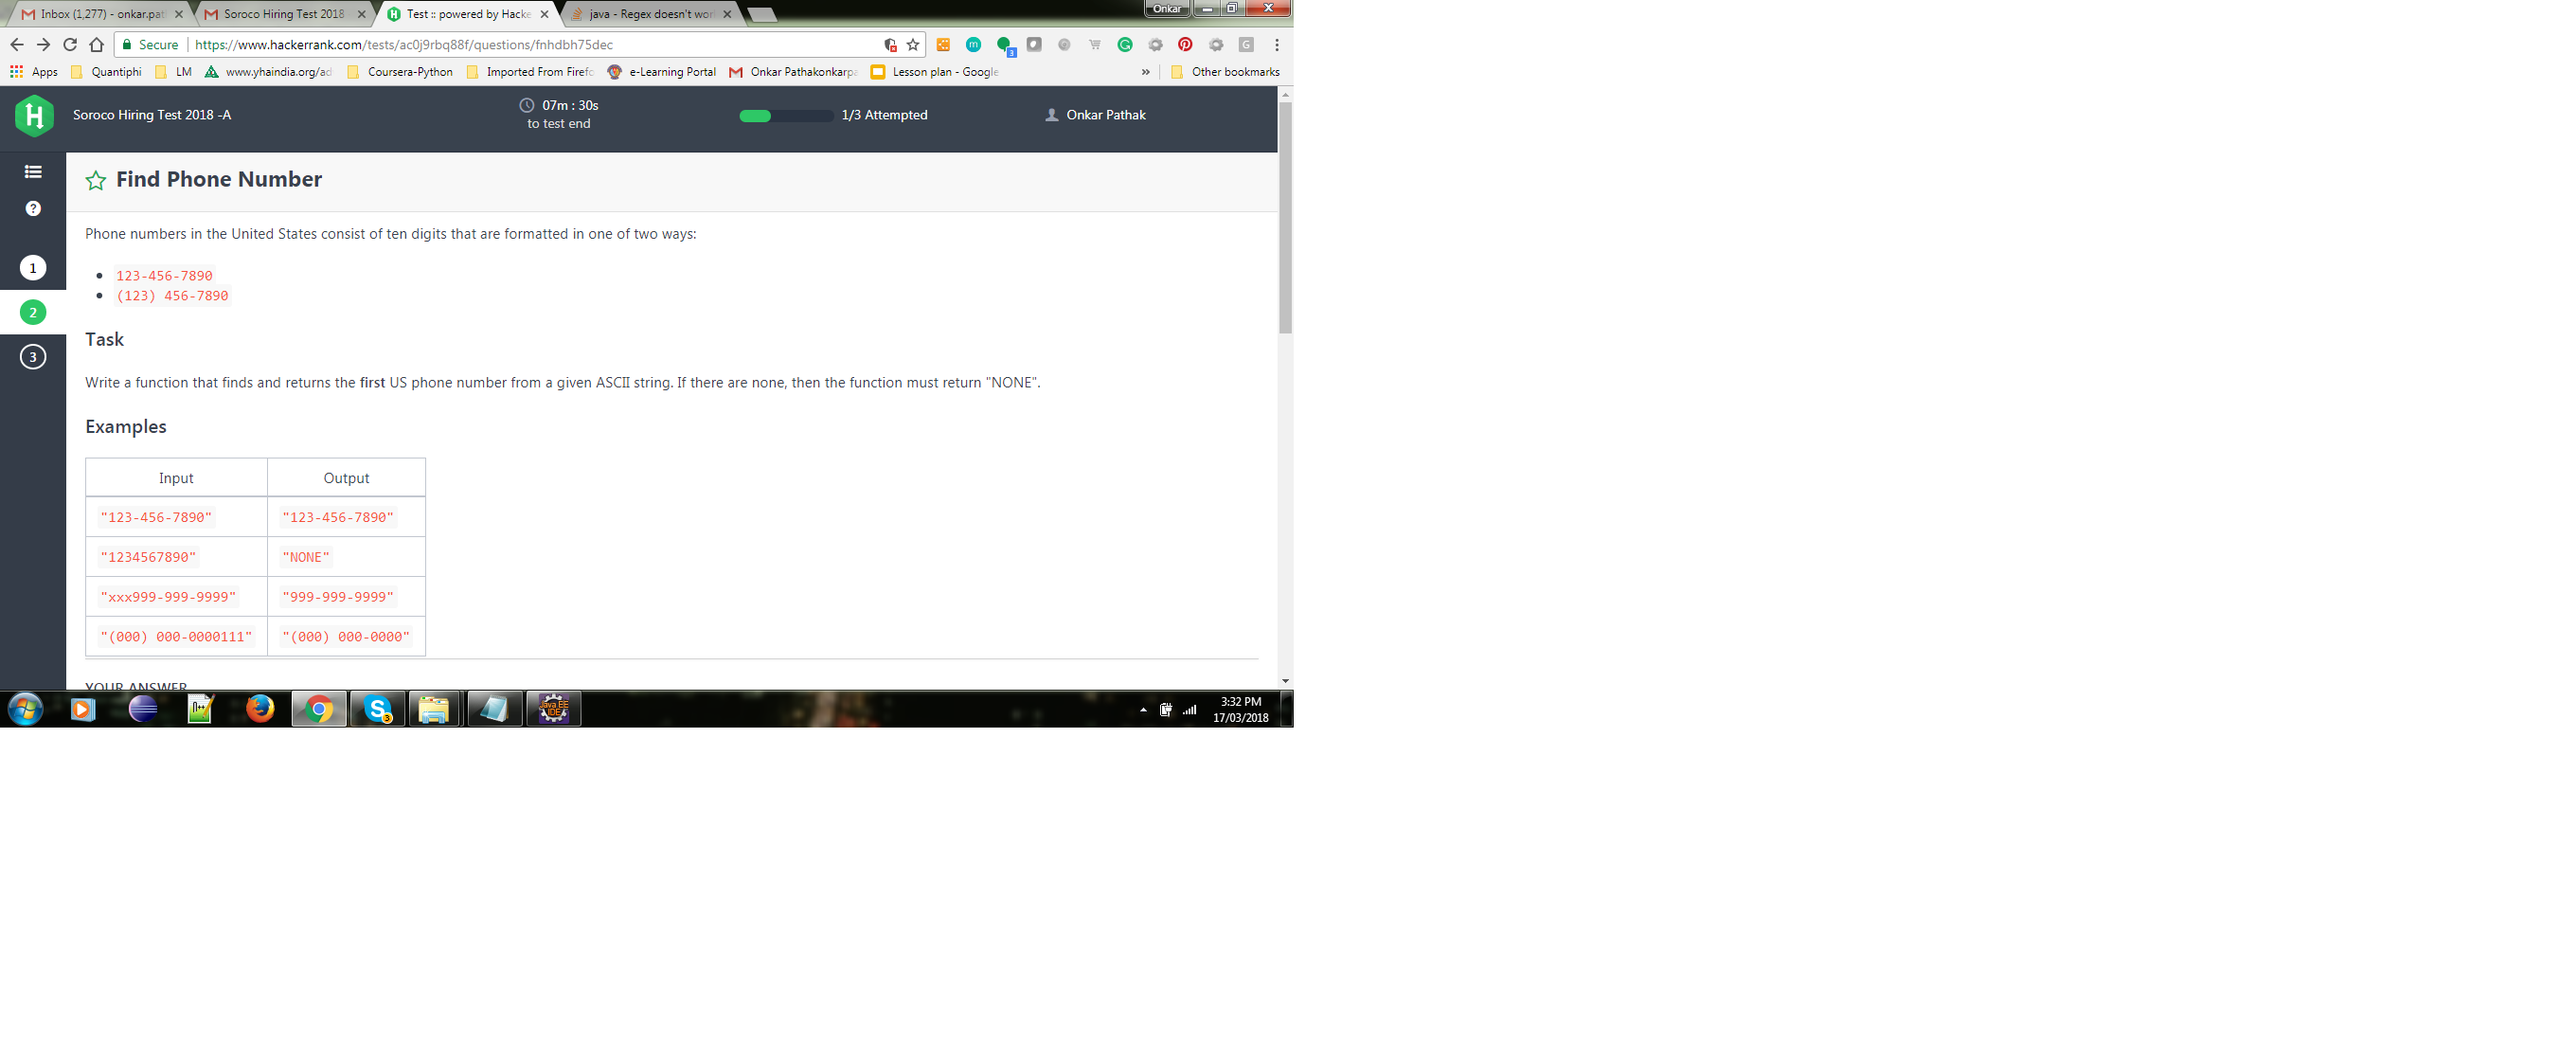 Inbox (1,277) - onkar.pat
Soroco Hiring Test 2018
Test :: powered by Hacke
java - Regex doesn't wor
Onkar
Secure
https://www.hackerrank.com/tests/ac0j9rbq88f/questions/fnhdbh75dec
Apps
Quantiphi
LM
www.yhaindia.org/ad
Coursera-Python
Imported From Firefo
e-Learning Portal
Onkar Pathakonkarpa
Lesson plan - Google
»
Other bookmarks
Soroco Hiring Test 2018 -A
07m : 30s
to test end
1/3 Attempted
Onkar Pathak
Find Phone Number
1
2
3
Phone numbers in the United States consist of ten digits that are formatted in one of two ways:
123-456-7890
(123) 456-7890
Task
Write a function that finds and returns the first US phone number from a given ASCII string. If there are none, then the function must return "NONE".
Examples
Input Output
"123-456-7890" "123-456-7890"
"1234567890" "NONE"
"xxx999-999-9999" "999-999-9999"
"(000) 000-0000111" "(000) 000-0000"
YOUR ANSWER
3:32 PM
17/03/2018